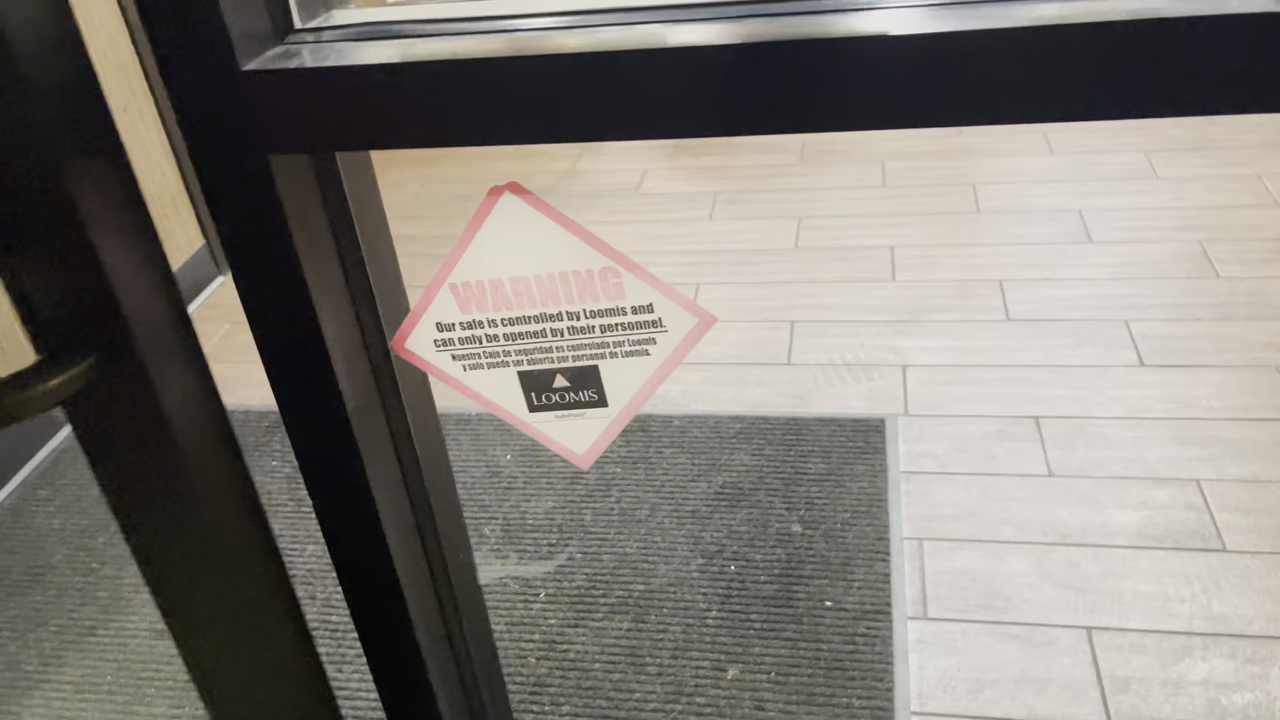 WARNING
Our safe is controlled by Loomis and
can only be opened by their personnel.
Nuestra Caja de seguridad es controlada por Loomis
y solo puede ser abierta por personal de Loomis.
LOOMIS